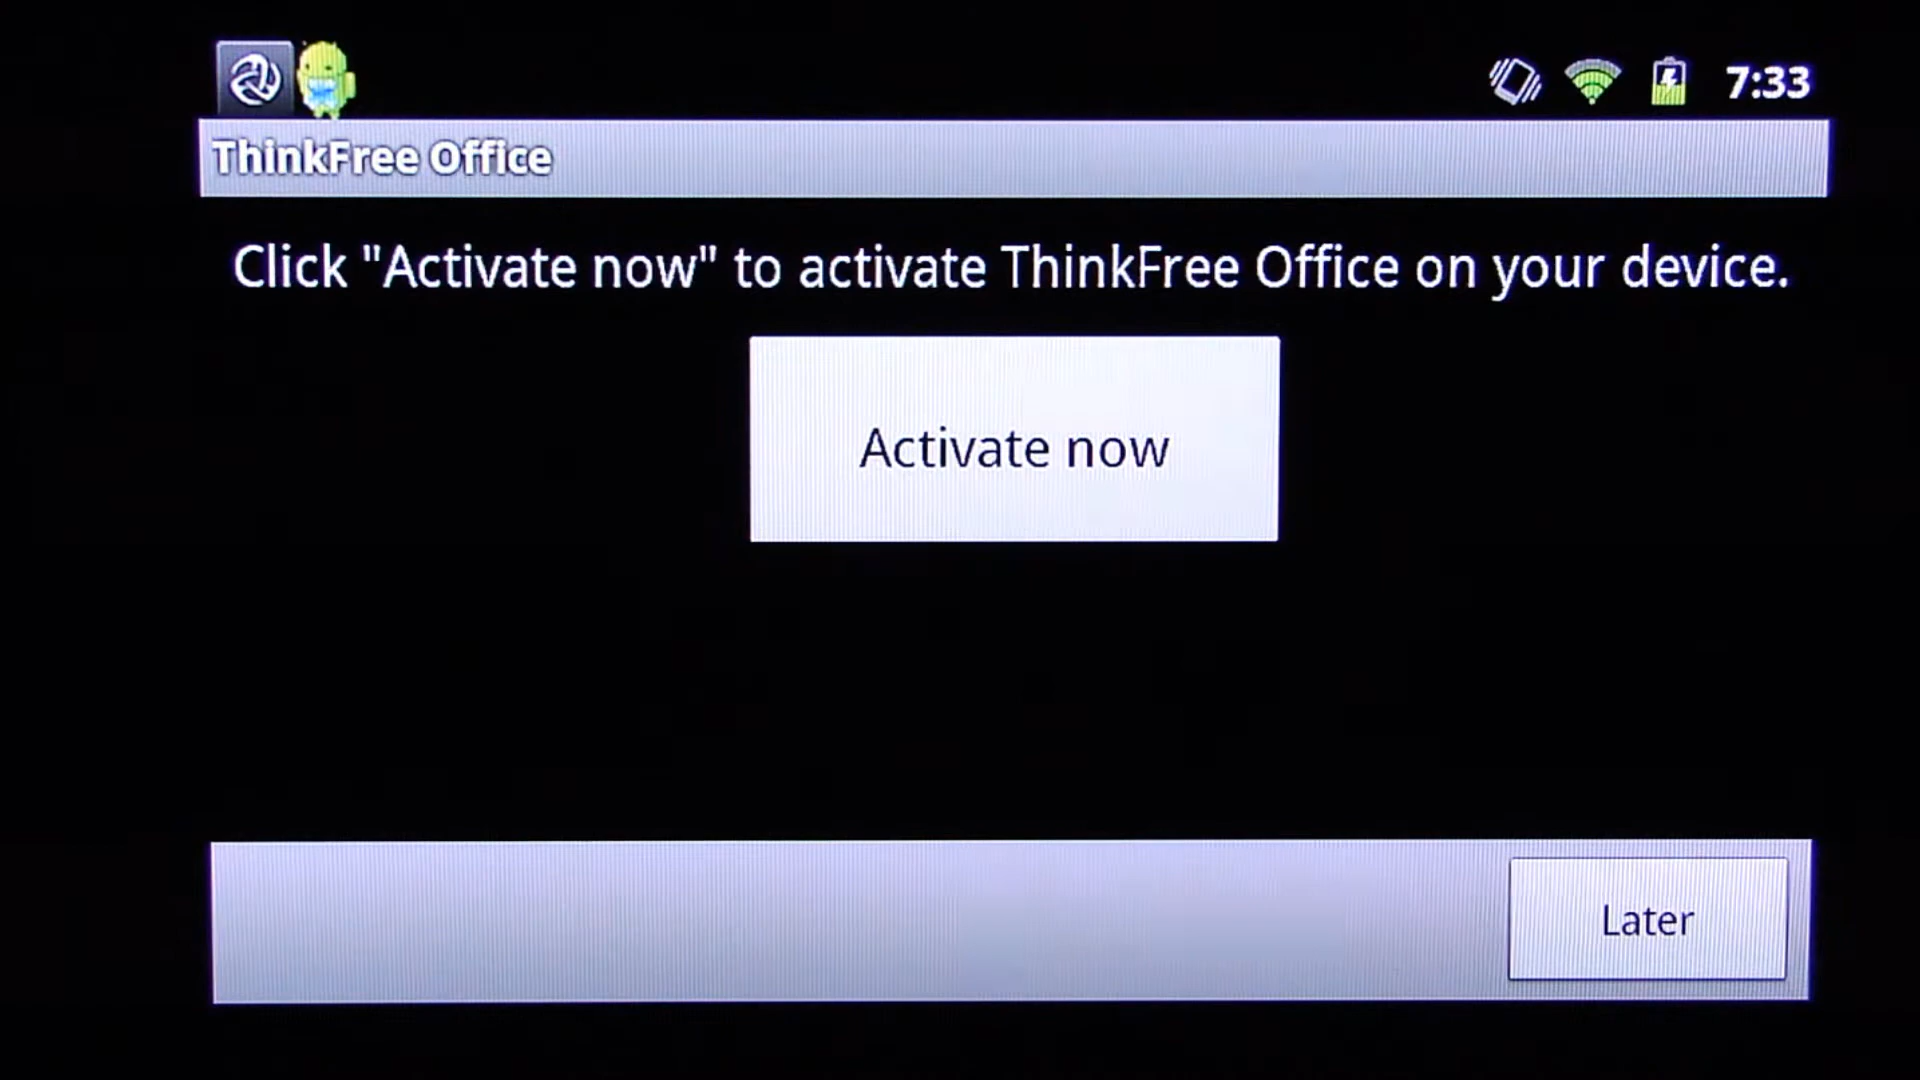 7:33
ThinkFree Office
Click "Activate now" to activate ThinkFree Office on your device.
Activate now
Later